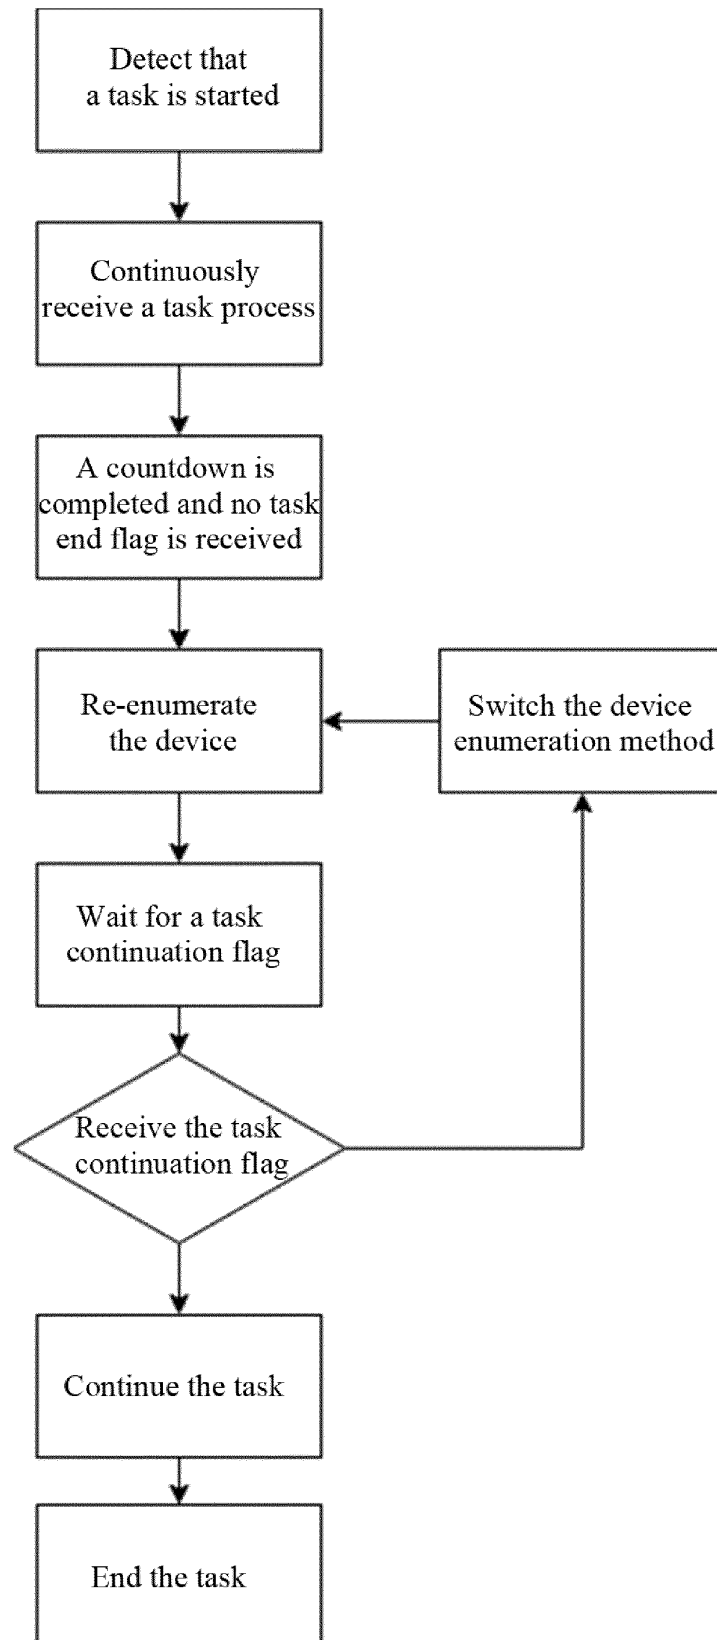 Detect that
a task is started
Continuously
receive a task process
A countdown is
completed and no task
end flag is received
Re-enumerate
the device
Switch the device
enumeration method
Wait for a task
continuation flag
Receive the task
continuation flag
Continue the task
End the task